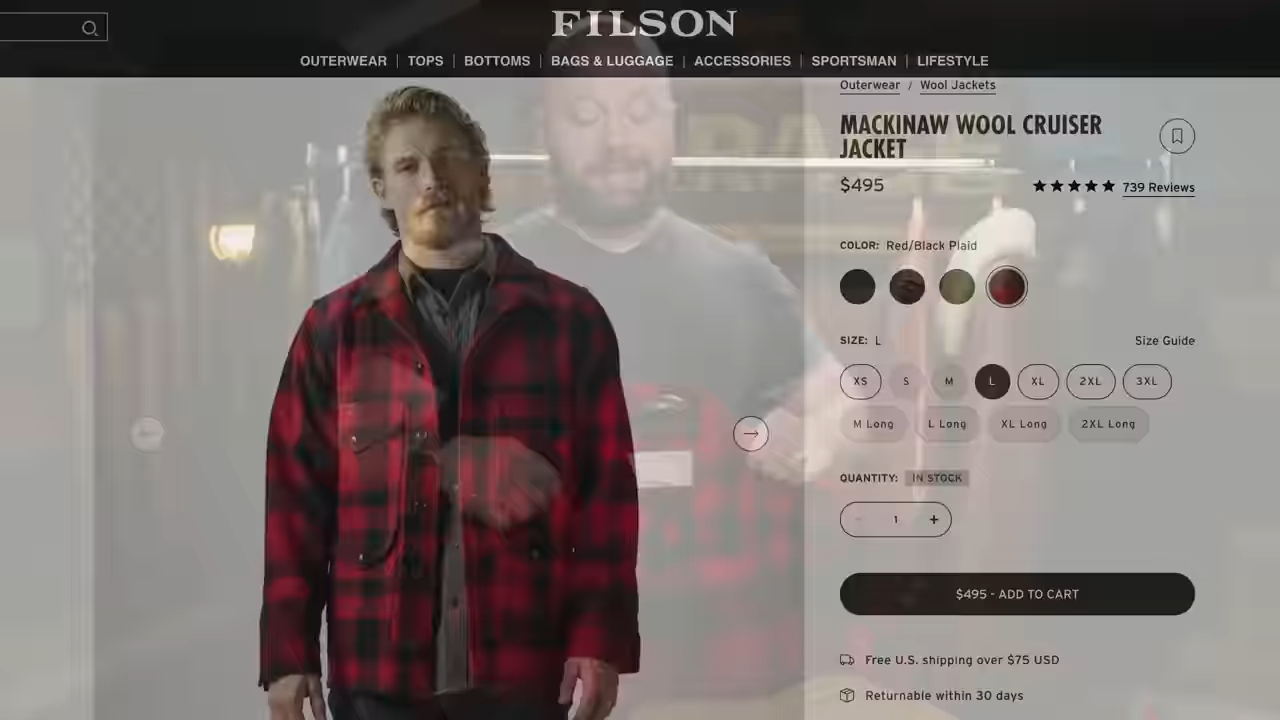 FILSON
OUTERWEAR | TOPS | BOTTOMS | BAGS & LUGGAGE | ACCESSORIES | SPORTSMAN | LIFESTYLE
Outerwear / Wool Jackets
MACKINAW WOOL CRUISER
JACKET
$495
739 Reviews
COLOR: Red/Black Plaid
SIZE: L
Size Guide
XS S M L XL 2XL 3XL
M Long L Long XL Long 2XL Long
QUANTITY: IN STOCK
- 1 +
$495 - ADD TO CART
Free U.S. shipping over $75 USD
Returnable within 30 days